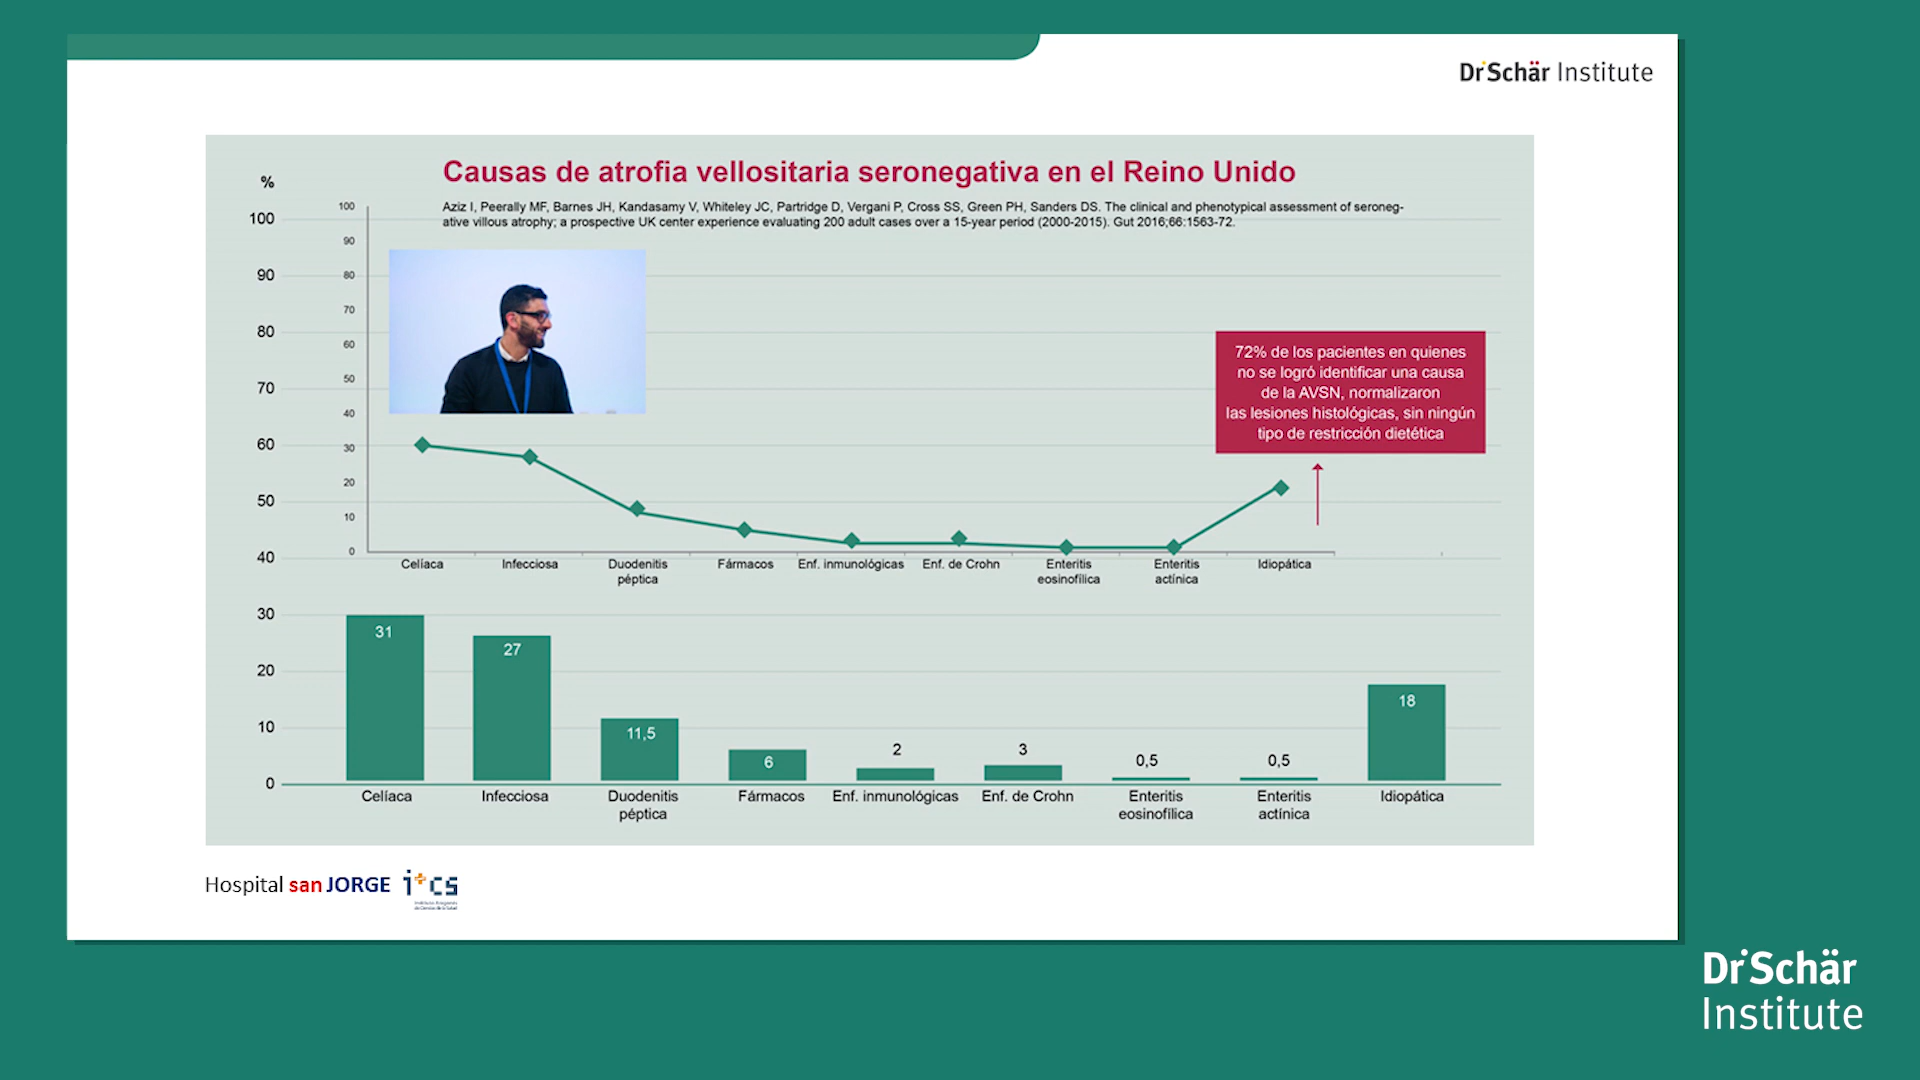 Dr Schär Institute
Causas de atrofia vellositaria seronegativa en el Reino Unido
Aziz I, Peerally MF, Barnes JH, Kandasamy V, Whiteley JC, Partridge D, Vergani P, Cross SS, Green PH, Sanders DS. The clinical and phenotypical assessment of seroneg-
ative villous atrophy; a prospective UK center experience evaluating 200 adult cases over a 15-year period (2000-2015). Gut 2016;66:1563-72.
%
100
90
80
70
60
50
40
30
20
10
0
100
90
80
70
60
50
40
30
20
10
0
72% de los pacientes en quienes
no se logró identificar una causa
de la AVSN, normalizaron
las lesiones histológicas, sin ningún
tipo de restricción dietética
Celíaca
Infecciosa
Duodenitis
péptica
Fármacos
Enf. inmunológicas
Enf. de Crohn
Enteritis
eosinofílica
Enteritis
actínica
Idiopática
31
27
11,5
6
2
3
0,5
0,5
18
Celíaca
Infecciosa
Duodenitis
péptica
Fármacos
Enf. inmunológicas
Enf. de Crohn
Enteritis
eosinofílica
Enteritis
actínica
Idiopática
Hospital san JORGE i+cs
Dr Schär
Institute